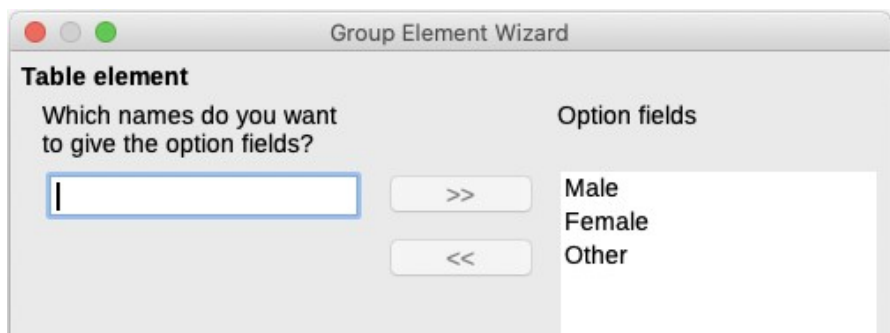 Group Element Wizard
Table element
Which names do you want
to give the option fields?
Option fields
>>
<<
Male
Female
Other